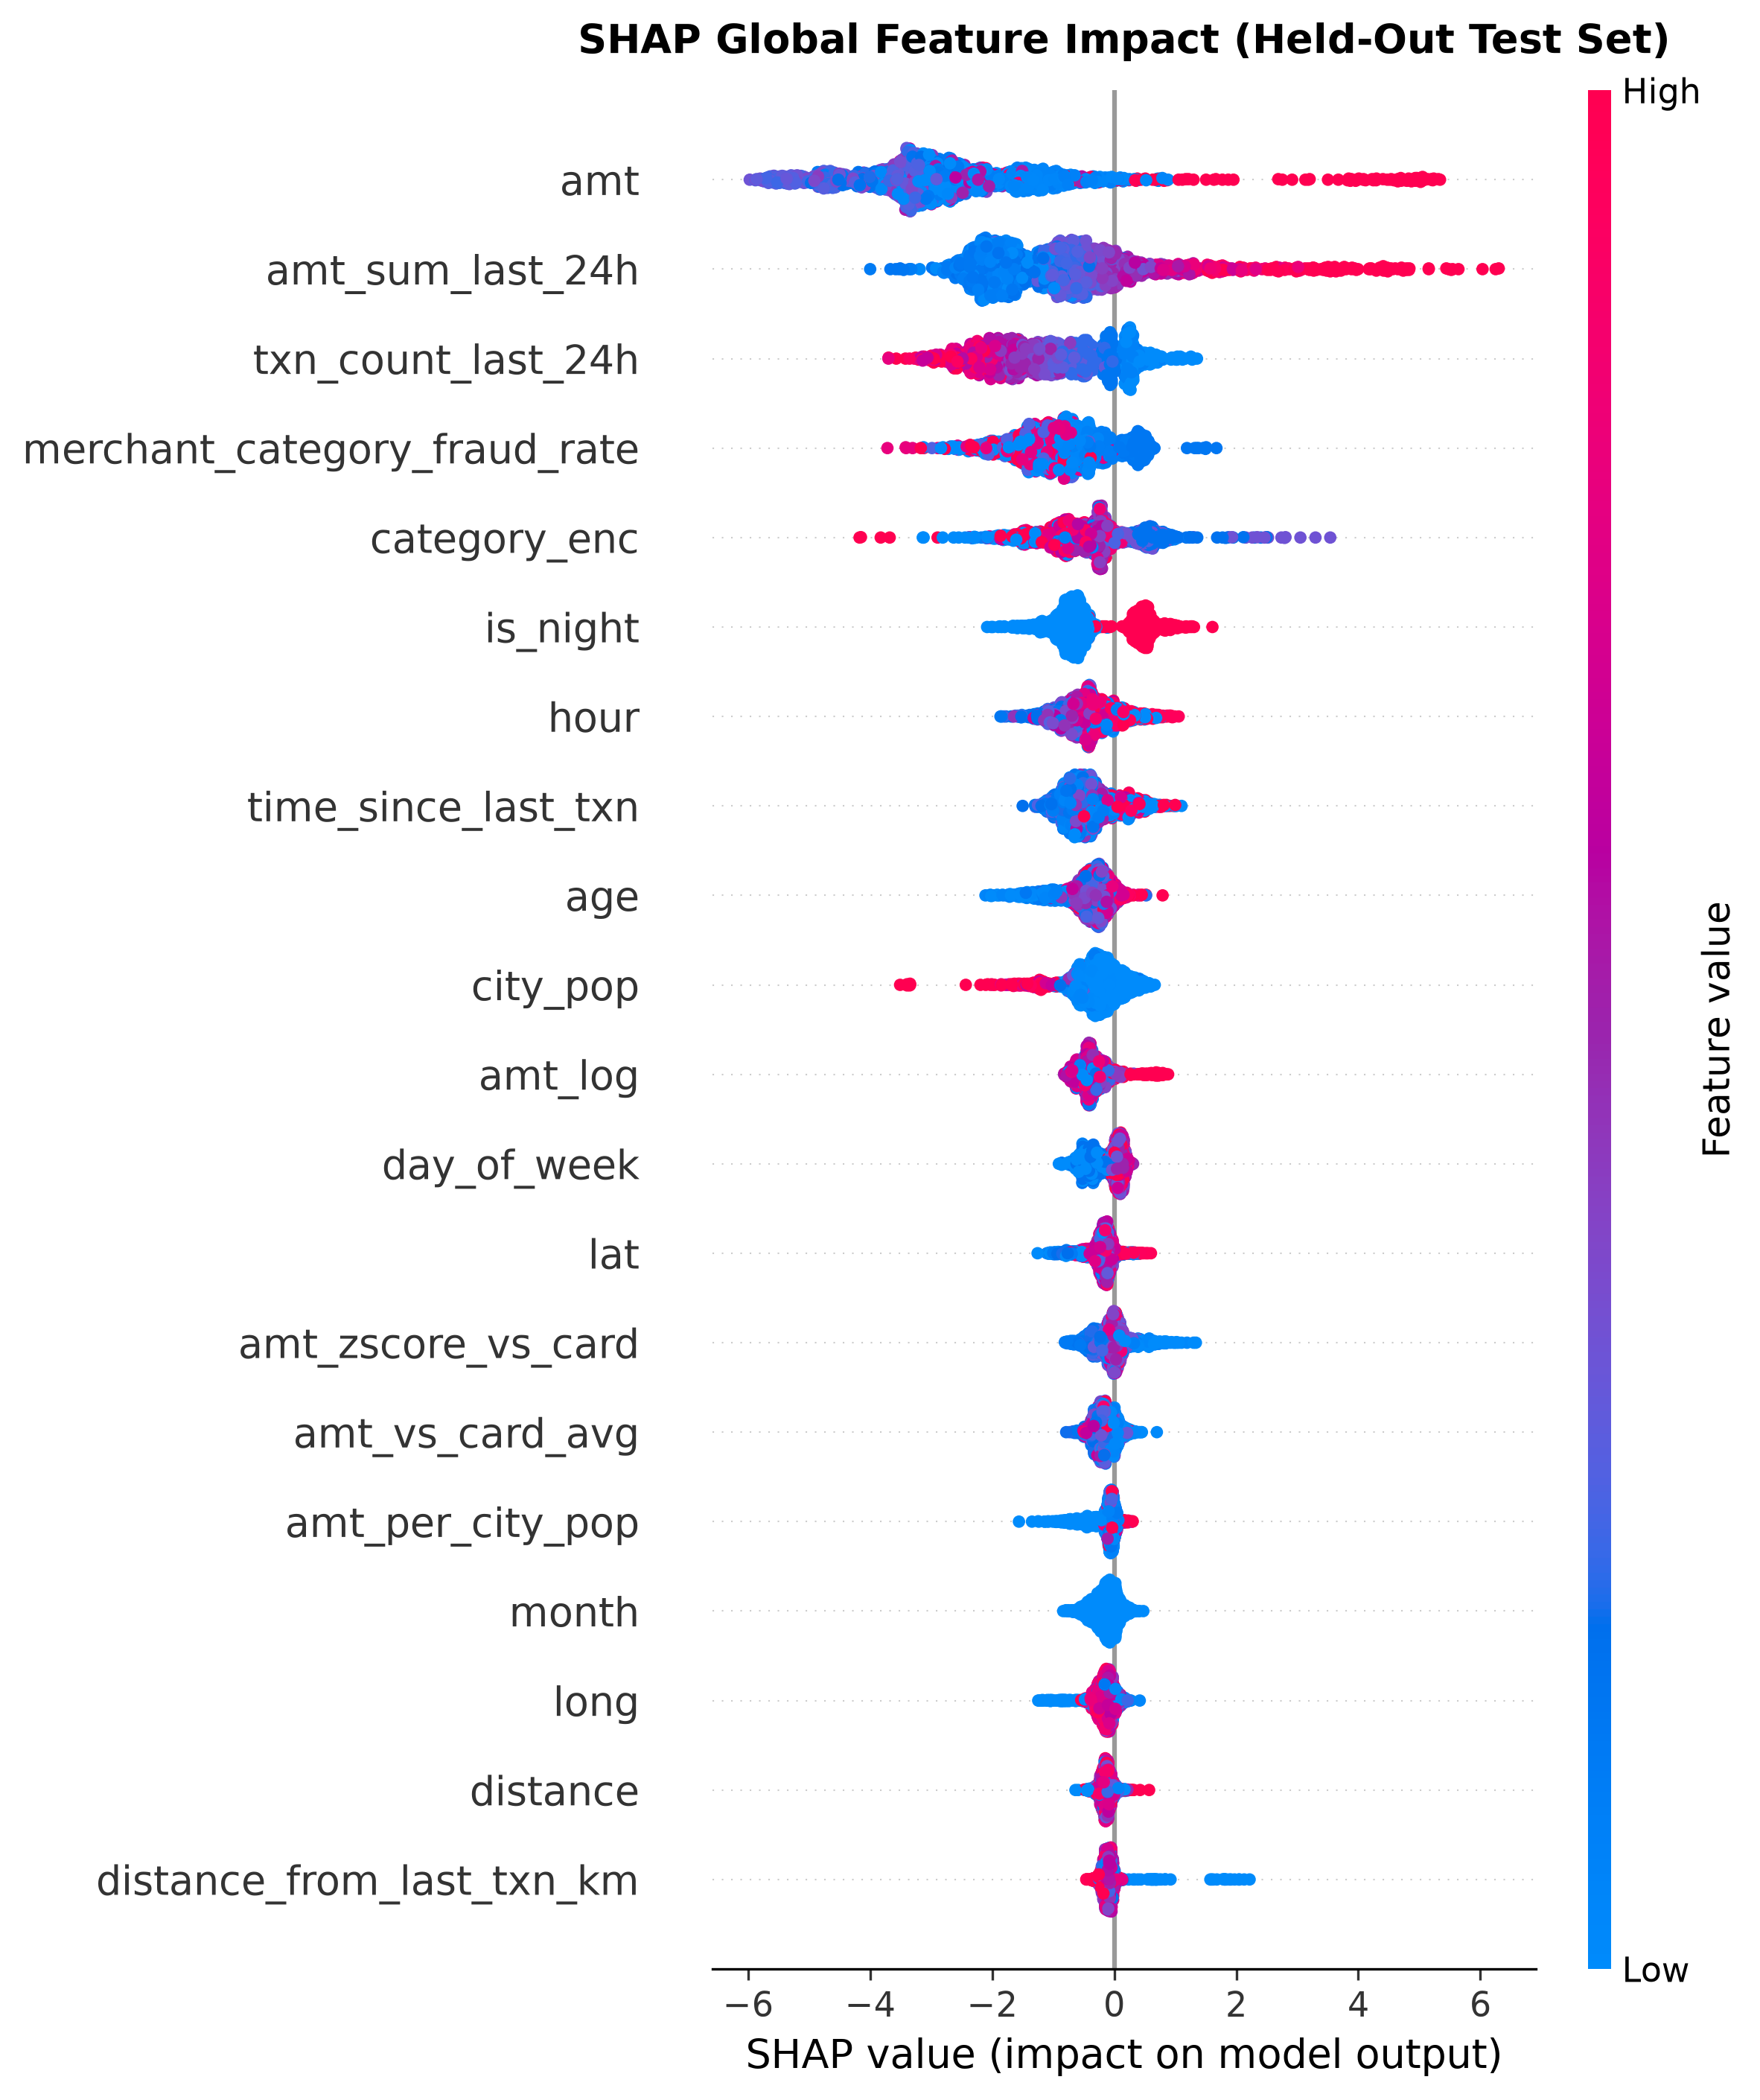 SHAP Global Feature Impact (Held-Out Test Set)
High
amt
amt_sum_last_24h
txn_count_last_24h
merchant_category_fraud_rate
category_enc
is_night
hour
time_since_last_txn
age
city_pop
amt_log
day_of_week
lat
amt_zscore_vs_card
amt_vs_card_avg
amt_per_city_pop
month
long
distance
distance_from_last_txn_km
Feature value
Low
−6 −4 −2 0 2 4 6
SHAP value (impact on model output)